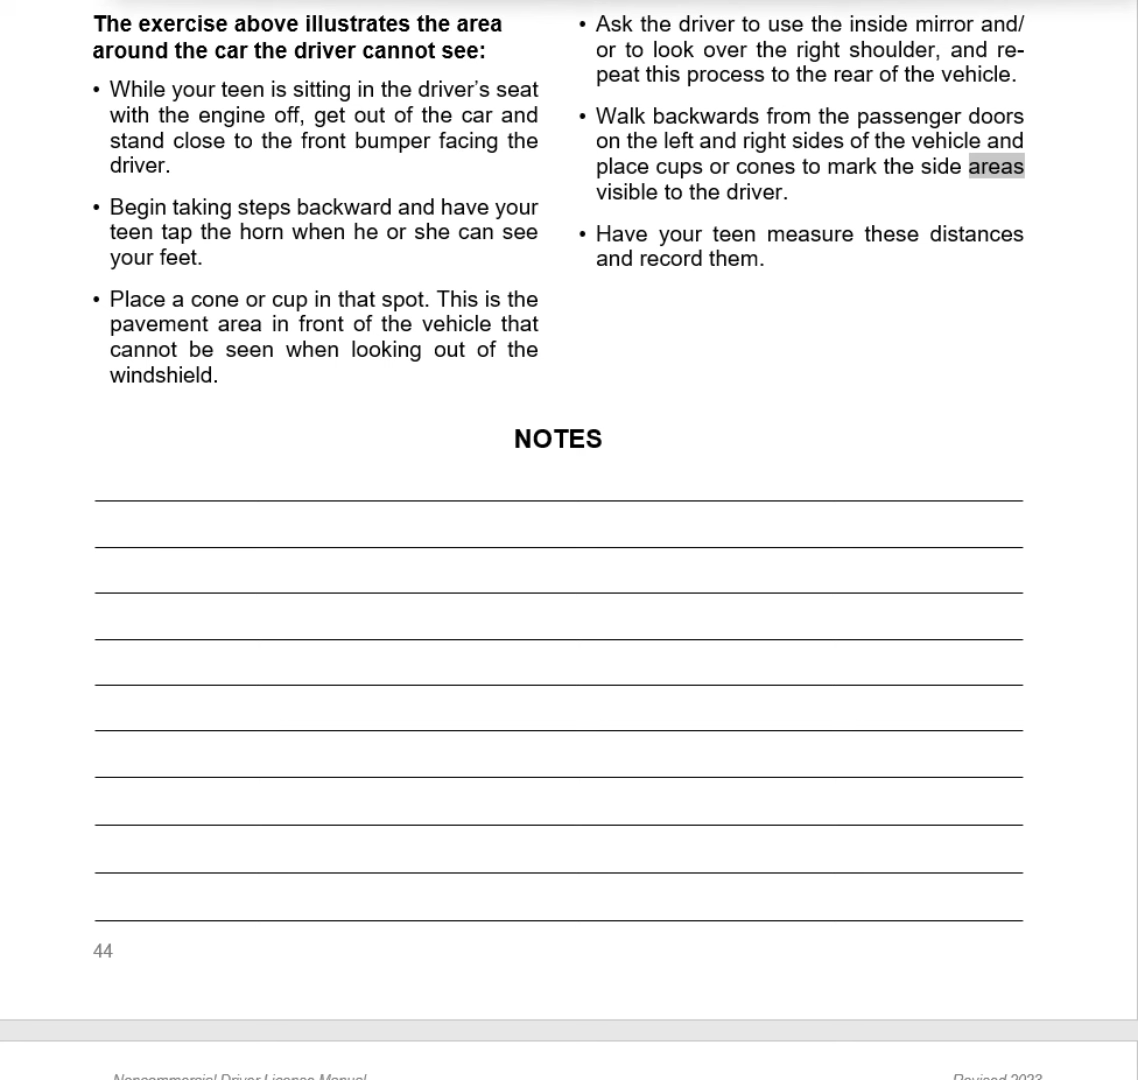 The exercise above illustrates the area
around the car the driver cannot see:
• While your teen is sitting in the driver's seat
with the engine off, get out of the car and
stand close to the front bumper facing the
driver.
• Begin taking steps backward and have your
teen tap the horn when he or she can see
your feet.
• Place a cone or cup in that spot. This is the
pavement area in front of the vehicle that
cannot be seen when looking out of the
windshield.
• Ask the driver to use the inside mirror and/
or to look over the right shoulder, and re-
peat this process to the rear of the vehicle.
• Walk backwards from the passenger doors
on the left and right sides of the vehicle and
place cups or cones to mark the side areas
visible to the driver.
• Have your teen measure these distances
and record them.
NOTES
44
Noncommercial Driver License Manual
Revised 2023